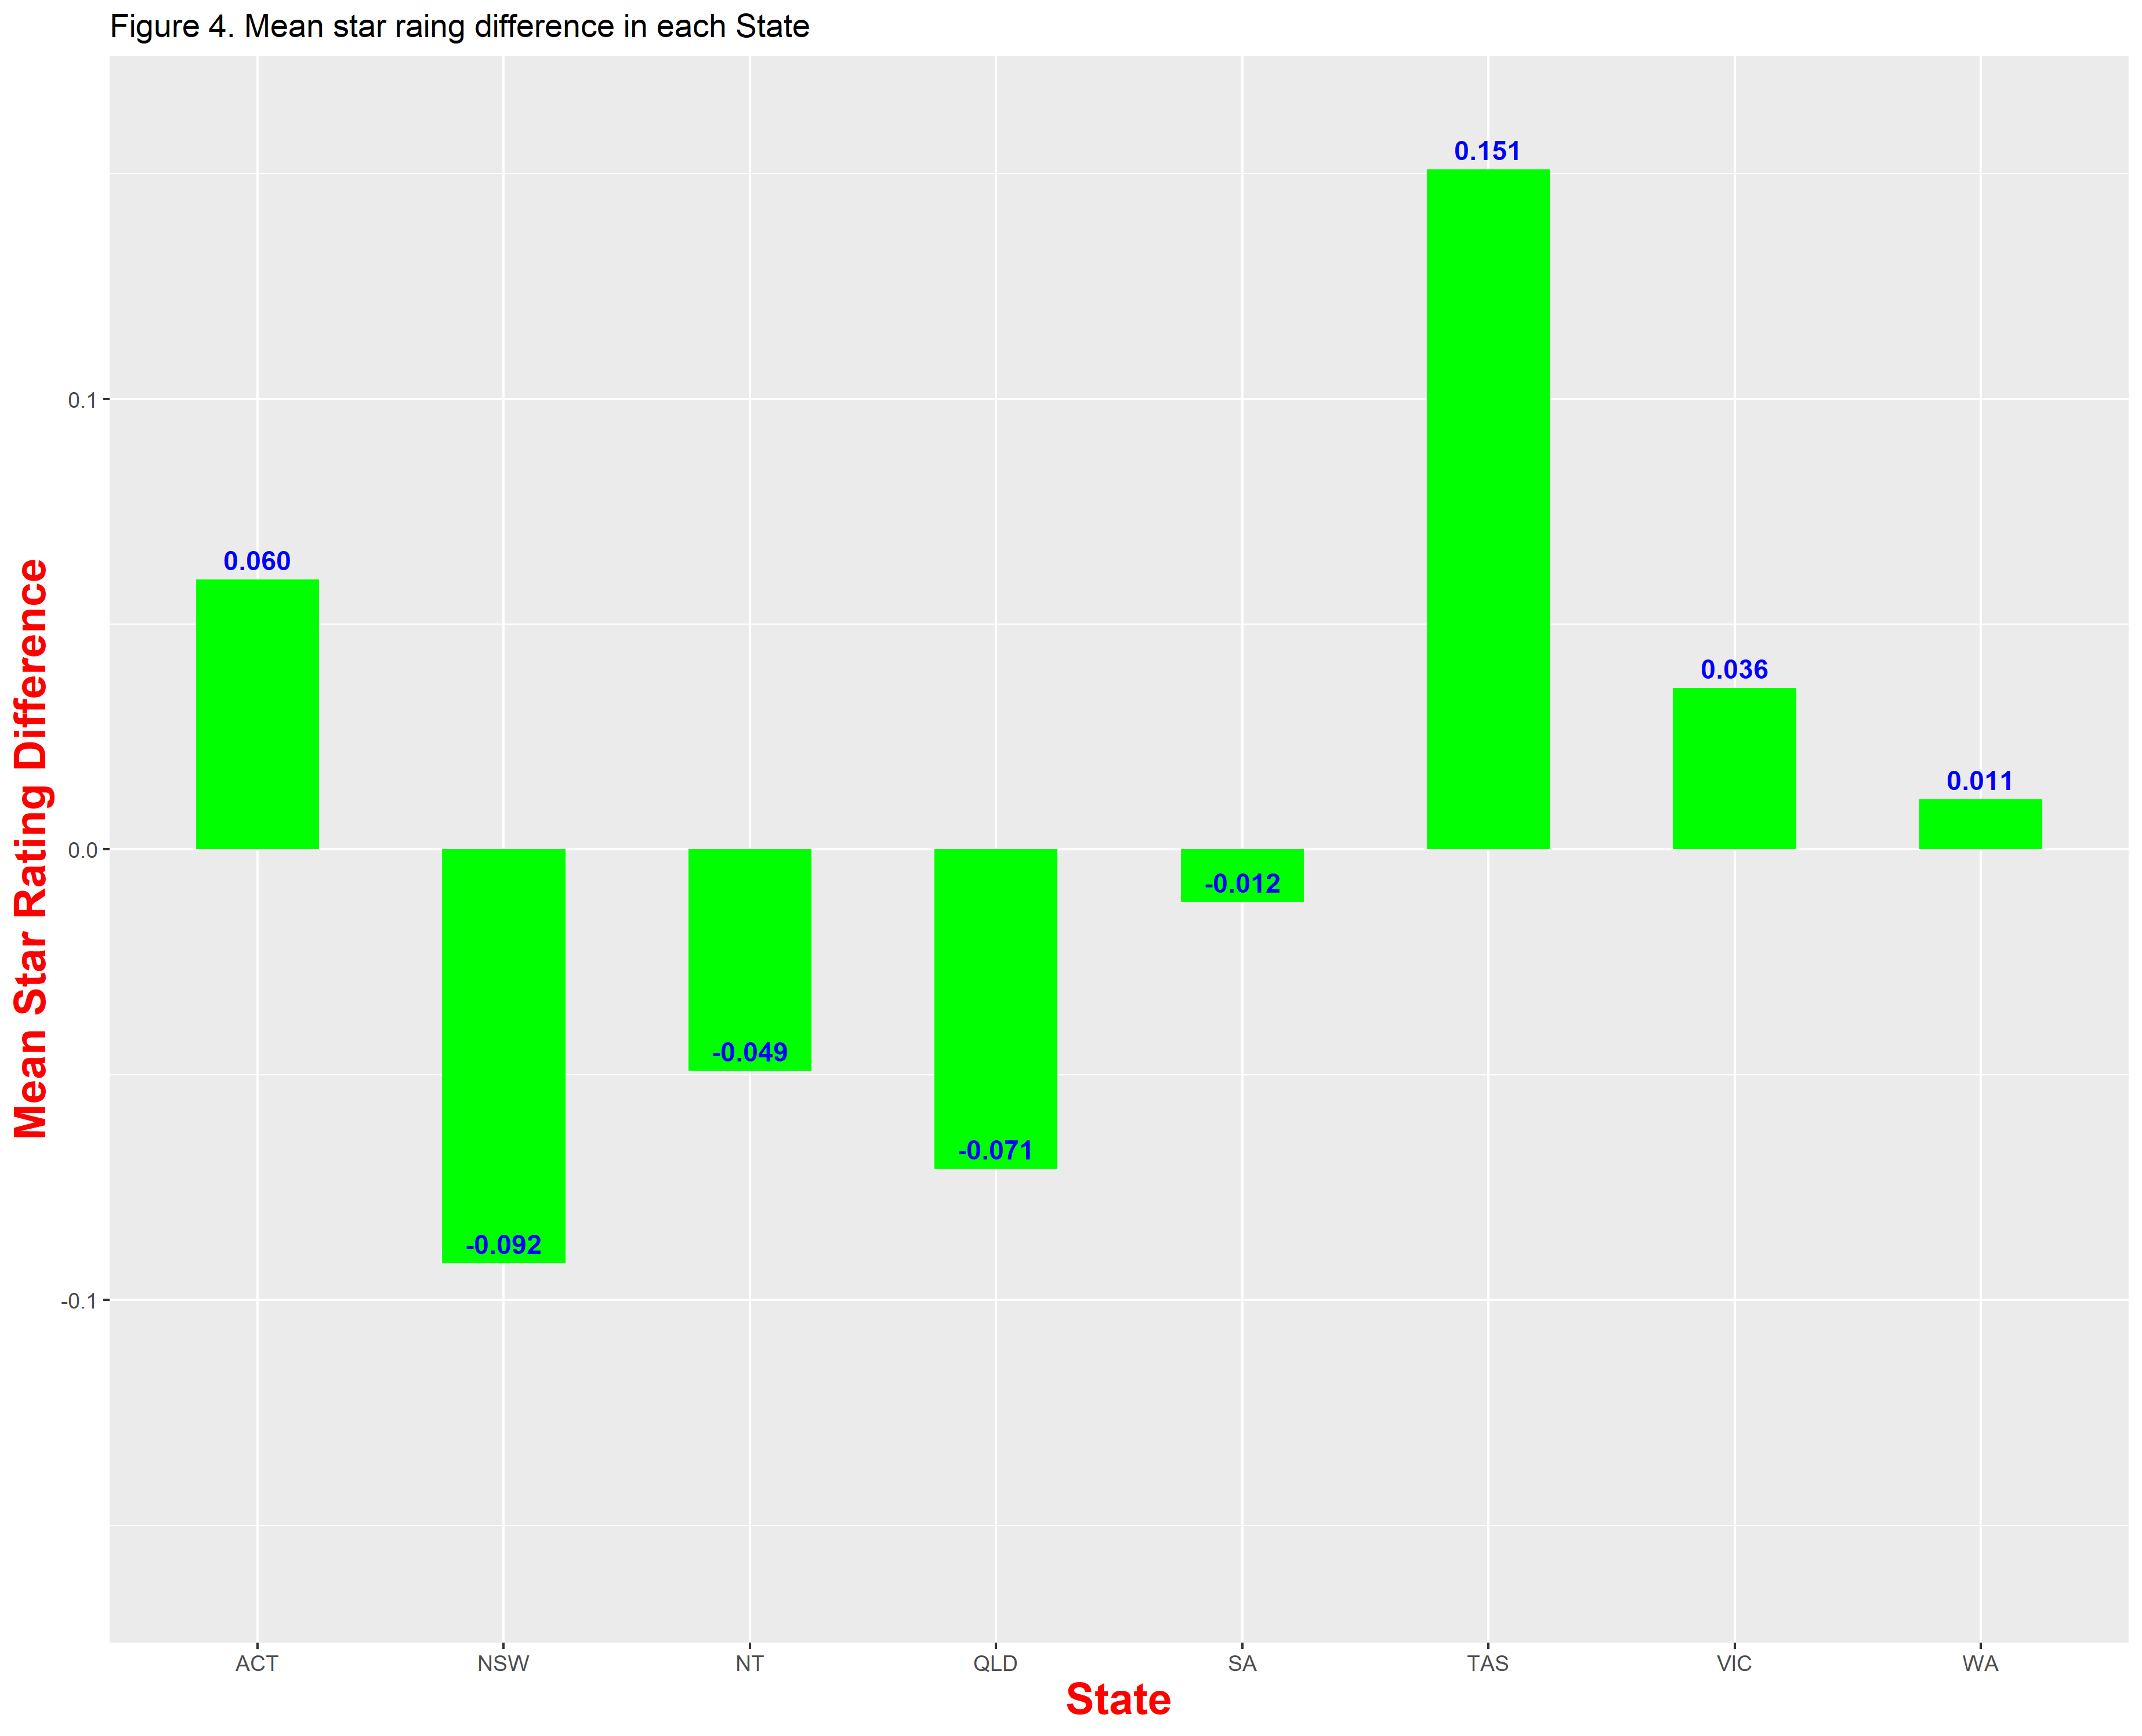 Figure 4. Mean star raing difference in each State
Mean Star Rating Difference
0.1
0.0
-0.1
0.060
-0.092
-0.049
-0.071
-0.012
0.151
0.036
0.011
ACT NSW NT QLD SA TAS VIC WA
State